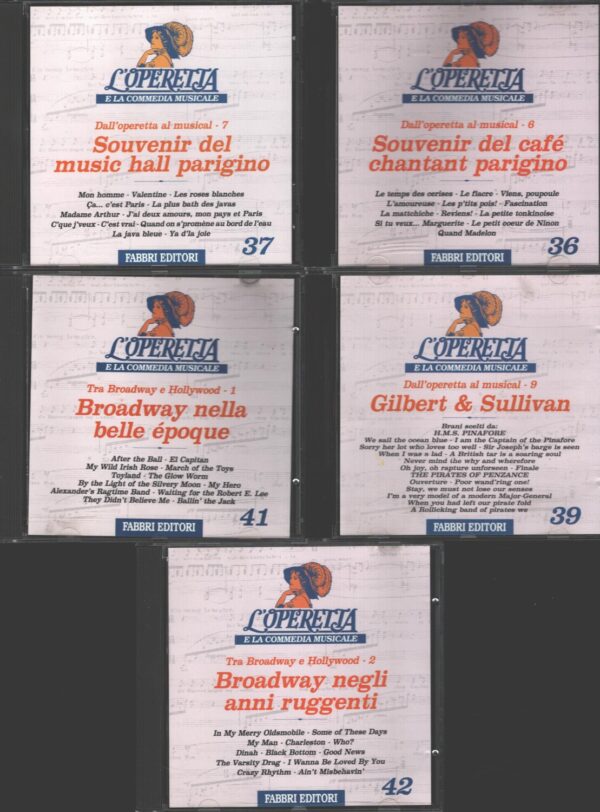 L'OPERETTA
E LA COMMEDIA MUSICALE
Dall'operetta al musical - 7
Souvenir del
music hall parigino
Mon homme - Valentine - Les roses blanches
Ça... c'est Paris - La plus bath des javas
Madame Arthur - J'ai deux amours, mon pays et Paris
C'que j'veux - C'est vrai - Quand on s'promène au bord de l'eau
La java bleue - Ya d'la joie
FABBRI EDITORI
37
L'OPERETTA
E LA COMMEDIA MUSICALE
Dall'operetta al musical - 6
Souvenir del café
chantant parigino
Le temps des cerises - Le fiacre - Viens, poupoule
L'amoureuse - Les p'tits pois! - Fascination
La mattchiche - Reviens! - La petite tonkinoise
Si tu veux... Marguerite - Le petit coeur de Ninon
Quand Madelon
FABBRI EDITORI
36
L'OPERETTA
E LA COMMEDIA MUSICALE
Tra Broadway e Hollywood - 1
Broadway nella
belle époque
After the Ball - El Capitan
My Wild Irish Rose - March of the Toys
Toyland - The Glow Worm
By the Light of the Silvery Moon - My Hero
Alexander's Ragtime Band - Waiting for the Robert E. Lee
They Didn't Believe Me - Ballin' the Jack
FABBRI EDITORI
41
L'OPERETTA
E LA COMMEDIA MUSICALE
Dall'operetta al musical - 9
Gilbert & Sullivan
Brani scelti da:
H.M.S. PINAFORE
We sail the ocean blue - I am the Captain of the Pinafore
Sorry her lot who loves too well - Sir Joseph's barge is seen
When I was a lad - A British tar is a soaring soul
Never mind the why and wherefore
Oh joy, oh rapture unforseen - Finale
THE PIRATES OF PENZANCE
Ouverture - Poor wand'ring one!
Stay, we must not lose our senses
I'm a very model of a modern Major-General
When you had left our pirate fold
A Rollicking band of pirates we
FABBRI EDITORI
39
L'OPERETTA
E LA COMMEDIA MUSICALE
Tra Broadway e Hollywood - 2
Broadway negli
anni ruggenti
In My Merry Oldsmobile - Some of These Days
My Man - Charleston - Who?
Dinah - Black Bottom - Good News
The Varsity Drag - I Wanna Be Loved By You
Crazy Rhythm - Ain't Misbehavin'
FABBRI EDITORI
42